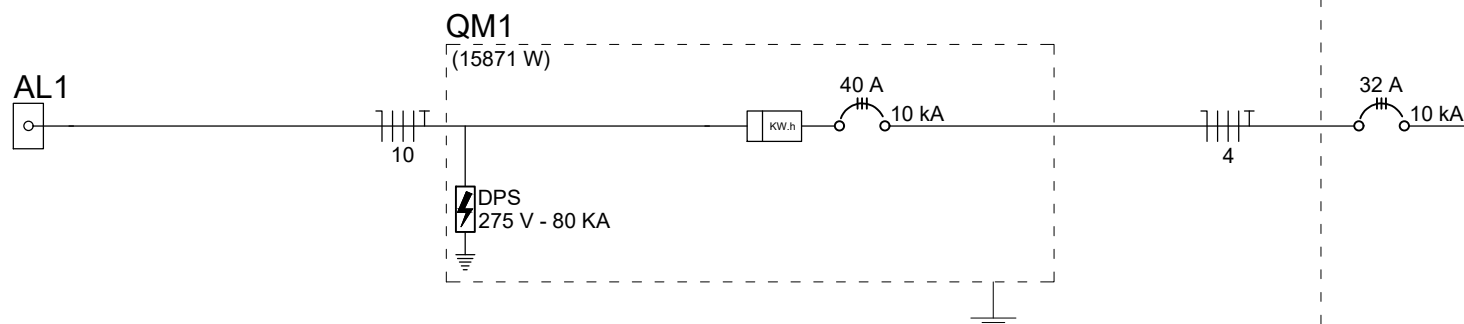 QM1
(15871 W)
AL1
40 A
32 A
10 kA
10 kA
KW.h
10
4
DPS
275 V - 80 KA